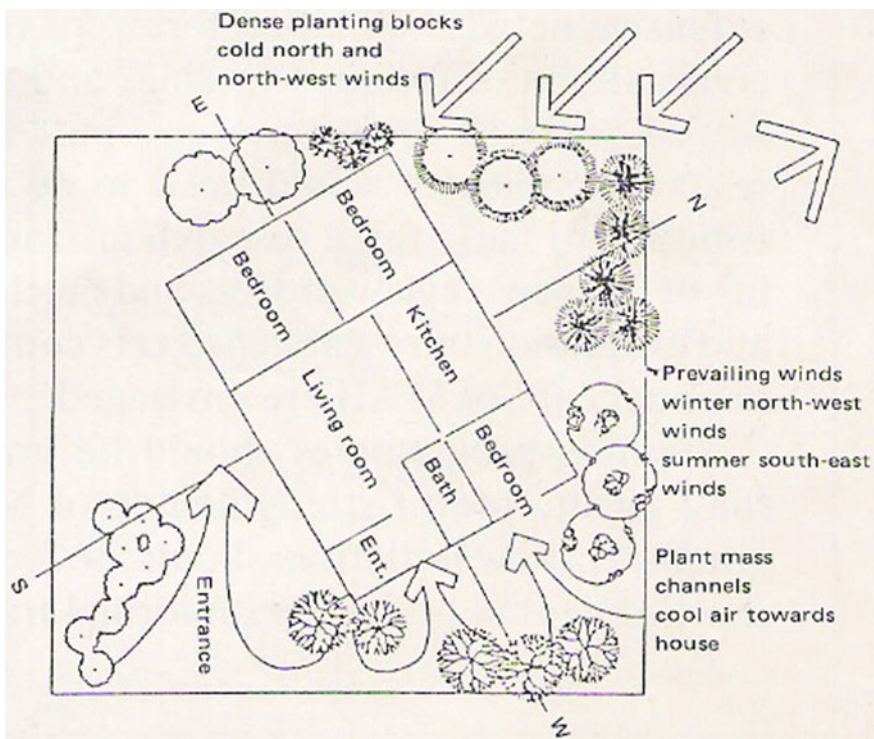 Dense planting blocks
cold north and
north-west winds
E
N
Bedroom
Bedroom
Kitchen
Living room
Bedroom
Bath
Ent.
S
Entrance
W
Prevailing winds
winter north-west
winds
summer south-east
winds
Plant mass
channels
cool air towards
house